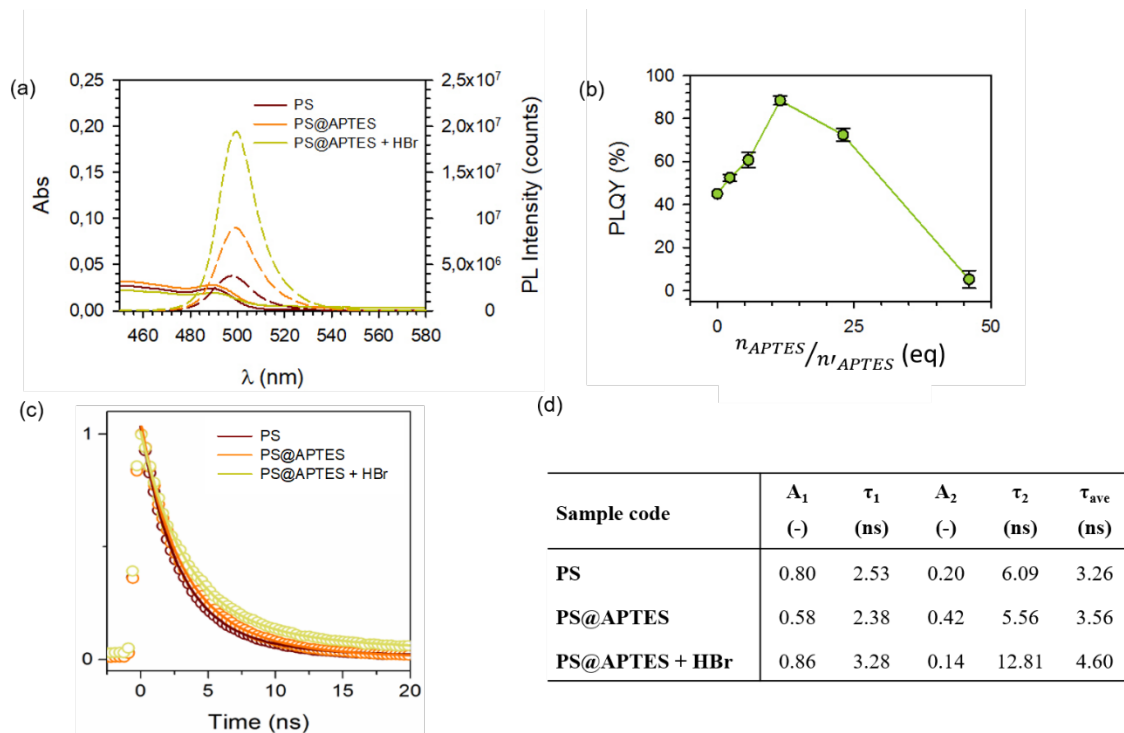 (a)
0,25
0,20
0,15
0,10
0,05
0,00
Abs
2,5x10⁷
2,0x10⁷
1,5x10⁷
10⁷
5,0x10⁶
0
PL Intensity (counts)
PS
PS@APTES
PS@APTES + HBr
460 480 500 520 540 560 580
λ (nm)
(b)
100
80
60
40
20
0
PLQY (%)
0 25 50
n_APTES/n′_APTES (eq)
(c)
1
0
PS
PS@APTES
PS@APTES + HBr
0 5 10 15 20
Time (ns)
(d)
Sample code A₁ (-) τ₁ (ns) A₂ (-) τ₂ (ns) τave (ns)
PS 0.80 2.53 0.20 6.09 3.26
PS@APTES 0.58 2.38 0.42 5.56 3.56
PS@APTES + HBr 0.86 3.28 0.14 12.81 4.60